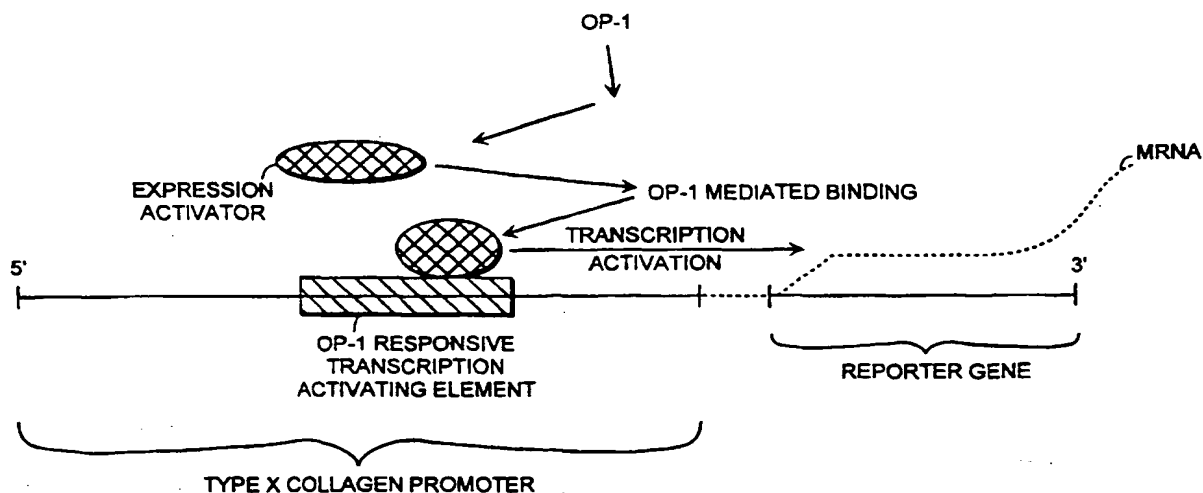 OP-1
MRNA
EXPRESSION
ACTIVATOR
OP-1 MEDIATED BINDING
TRANSCRIPTION
ACTIVATION
5'
3'
OP-1 RESPONSIVE
TRANSCRIPTION
ACTIVATING ELEMENT
REPORTER GENE
TYPE X COLLAGEN PROMOTER